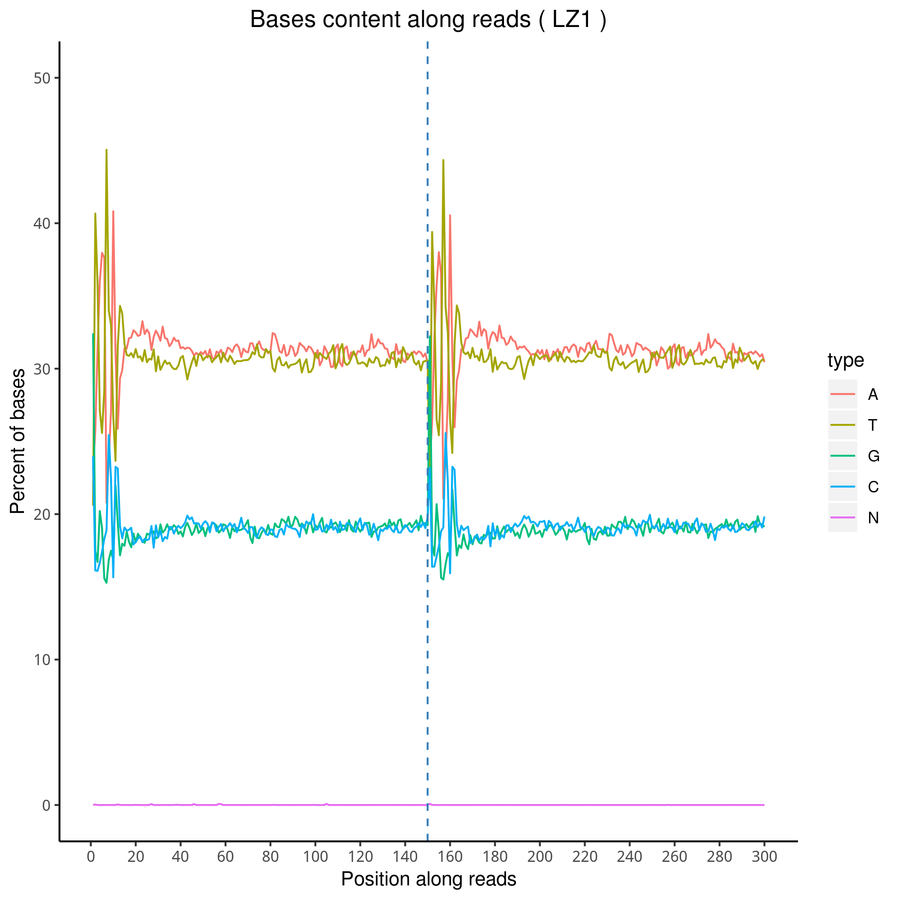 Bases content along reads ( LZ1 )
Percent of bases
50
40
30
20
10
0
0 20 40 60 80 100 120 140 160 180 200 220 240 260 280 300
Position along reads
type
A
T
G
C
N